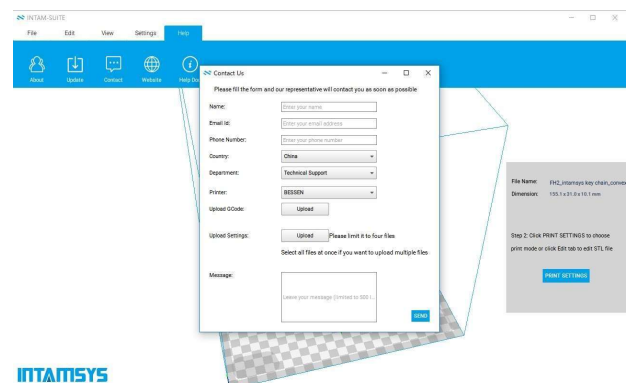 INTAM-SUITE
File Edit View Settings Help
About Update Contact Website Help Do
Contact Us
Please fill the form and our representative will contact you as soon as possible
Name: Enter your name
Email Id: Enter your email address
Phone Number: Enter your phone number
Country: China
Department: Technical Support
Printer: BESSEN
Upload GCode: Upload
Upload Settings: Upload Please limit it to four files
Select all files at once if you want to upload multiple files
Message:
Leave your message (limited to 500
SEND
File Name: FH2_intamsys key chain_convex
Dimension: 155.1 x 31.0 x 10.1 mm
Step 2: Click PRINT SETTINGS to choose
print mode or click Edit tab to edit STL file
PRINT SETTINGS
INTAMSYS